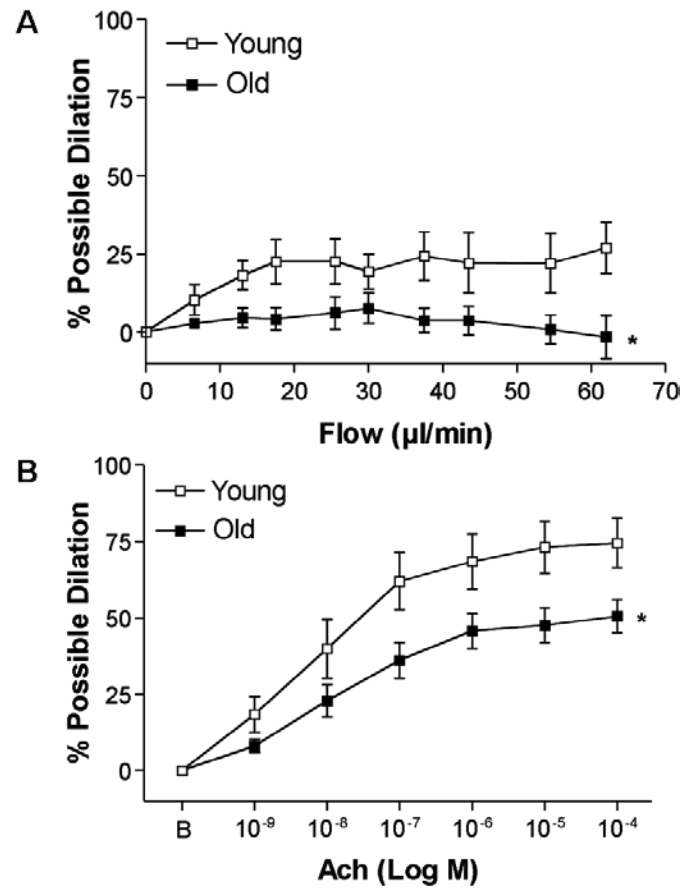 A
100
75
50
25
0
% Possible Dilation
Young
Old
*
0 10 20 30 40 50 60 70
Flow (µl/min)
B
100
75
50
25
0
% Possible Dilation
Young
Old
*
B 10⁻⁹ 10⁻⁸ 10⁻⁷ 10⁻⁶ 10⁻⁵ 10⁻⁴
Ach (Log M)